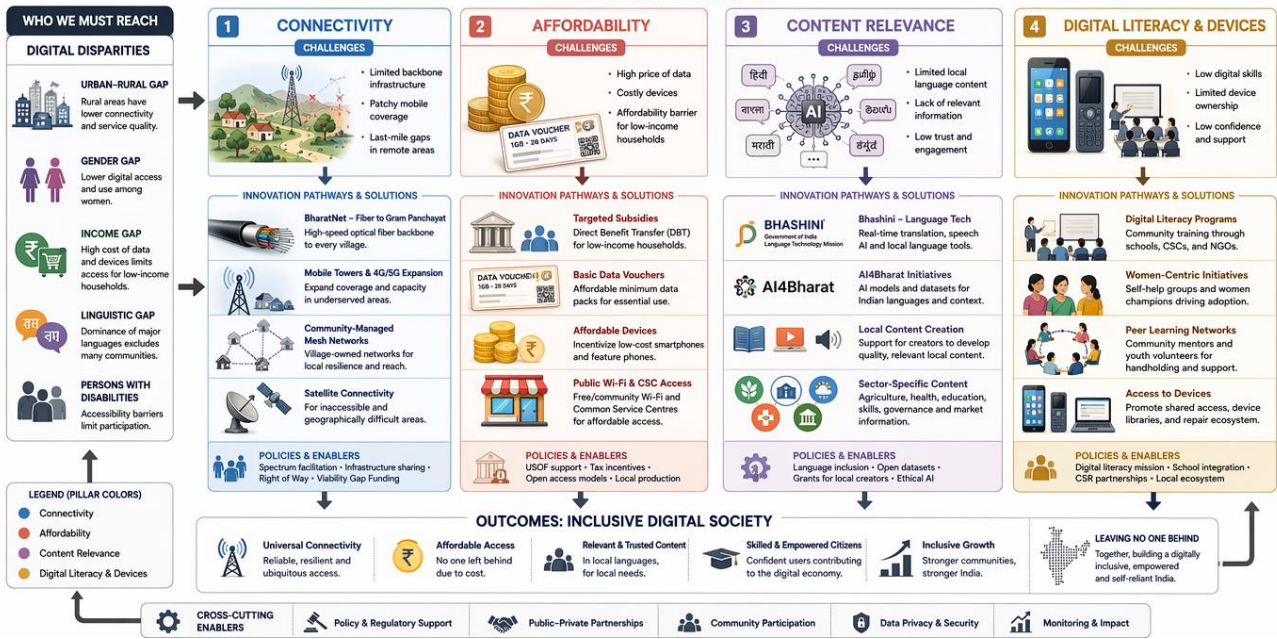 WHO WE MUST REACH
DIGITAL DISPARITIES
URBAN-RURAL GAP
Rural areas have
lower connectivity
and service quality.
GENDER GAP
Lower digital access
and use among
women.
INCOME GAP
High cost of data
and devices limits
access for low-income
households.
LINGUISTIC GAP
Dominance of major
languages excludes
many communities.
PERSONS WITH
DISABILITIES
Accessibility barriers
limit participation.
LEGEND (PILLAR COLORS)
Connectivity
Affordability
Content Relevance
Digital Literacy & Devices
1 CONNECTIVITY
CHALLENGES
• Limited backbone
infrastructure
• Patchy mobile
coverage
• Last-mile gaps
in remote areas
INNOVATION PATHWAYS & SOLUTIONS
BharatNet – Fiber to Gram Panchayat
High-speed optical fiber backbone
to every village.
Mobile Towers & 4G/5G Expansion
Expand coverage and capacity
in underserved areas.
Community-Managed
Mesh Networks
Village-owned networks for
local resilience and reach.
Satellite Connectivity
For inaccessible and
geographically difficult areas.
POLICIES & ENABLERS
Spectrum facilitation • Infrastructure sharing •
Right of Way • Viability Gap Funding
2 AFFORDABILITY
CHALLENGES
₹
DATA VOUCHER
1GB - 28 DAYS
• High price of data
• Costly devices
• Affordability barrier
for low-income
households
INNOVATION PATHWAYS & SOLUTIONS
Targeted Subsidies
Direct Benefit Transfer (DBT)
for low-income households.
DATA VOUCHER
1GB - 28 DAYS
Basic Data Vouchers
Affordable minimum data
packs for essential use.
₹
Affordable Devices
Incentivize low-cost smartphones
and feature phones.
Public Wi-Fi & CSC Access
Free/community Wi-Fi and
Common Service Centres
for affordable access.
POLICIES & ENABLERS
USOF support • Tax incentives •
Open access models • Local production
3 CONTENT RELEVANCE
CHALLENGES
हिंदी
AI
मराठी
...
• Limited local
language content
• Lack of relevant
information
• Low trust and
engagement
INNOVATION PATHWAYS & SOLUTIONS
BHASHINI
Government of India
Language Technology Mission
Bhashini – Language Tech
Real-time translation, speech
AI and local language tools.
AI4Bharat
AI4Bharat Initiatives
AI models and datasets for
Indian languages and context.
Local Content Creation
Support for creators to develop
quality, relevant local content.
Sector-Specific Content
Agriculture, health, education,
skills, governance and market
information.
POLICIES & ENABLERS
Language inclusion • Open datasets •
Grants for local creators • Ethical AI
4 DIGITAL LITERACY & DEVICES
CHALLENGES
• Low digital skills
• Limited device
ownership
• Low confidence
and support
INNOVATION PATHWAYS & SOLUTIONS
Digital Literacy Programs
Community training through
schools, CSCs, and NGOs.
Women-Centric Initiatives
Self-help groups and women
champions driving adoption.
Peer Learning Networks
Community mentors and
youth volunteers for
handholding and support.
Access to Devices
Promote shared access, device
libraries, and repair ecosystem.
POLICIES & ENABLERS
Digital literacy mission • School integration •
CSR partnerships • Local ecosystem
OUTCOMES: INCLUSIVE DIGITAL SOCIETY
Universal Connectivity
Reliable, resilient and
ubiquitous access.
₹
Affordable Access
No one left behind
due to cost.
Relevant & Trusted Content
In local languages,
for local needs.
Skilled & Empowered Citizens
Confident users contributing
to the digital economy.
Inclusive Growth
Stronger communities,
stronger India.
LEAVING NO ONE BEHIND
Together, building a digitally
inclusive, empowered
and self-reliant India.
CROSS-CUTTING
ENABLERS
Policy & Regulatory Support
Public-Private Partnerships
Community Participation
Data Privacy & Security
Monitoring & Impact